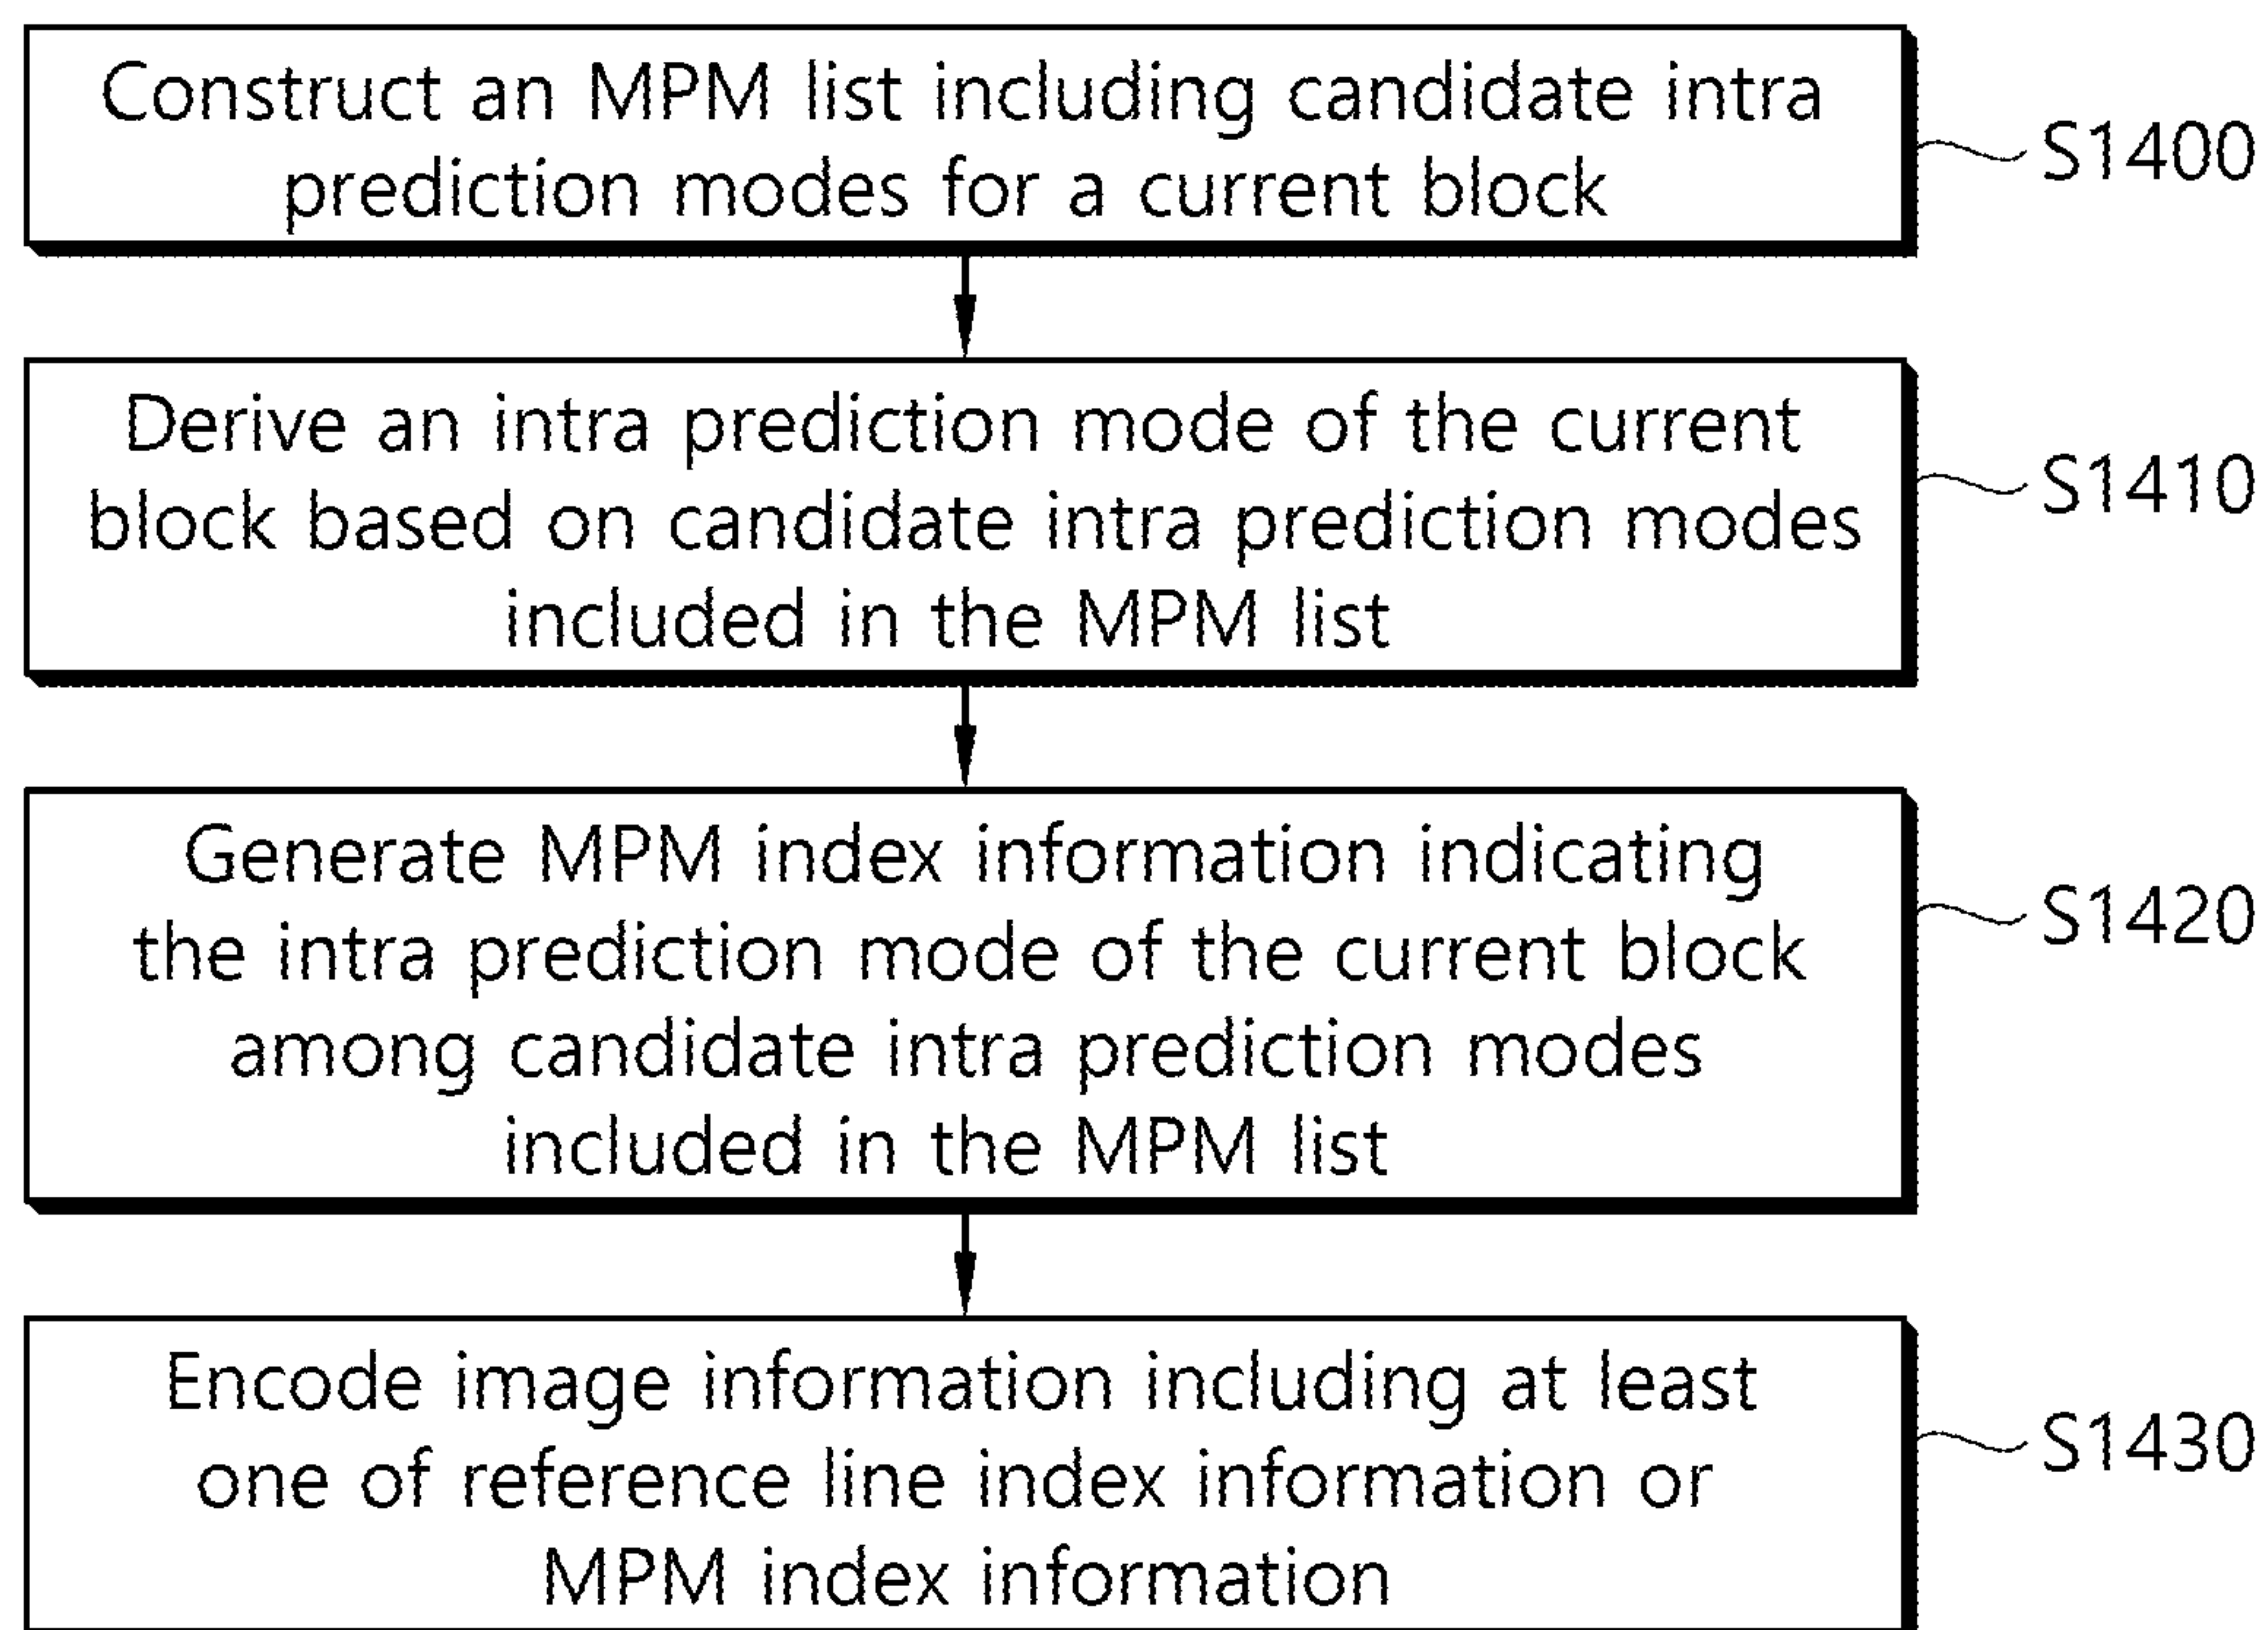 Construct an MPM list including candidate intra
prediction modes for a current block
S1400
Derive an intra prediction mode of the current
block based on candidate intra prediction modes
included in the MPM list
S1410
Generate MPM index information indicating
the intra prediction mode of the current block
among candidate intra prediction modes
included in the MPM list
S1420
Encode image information including at least
one of reference line index information or
MPM index information
S1430